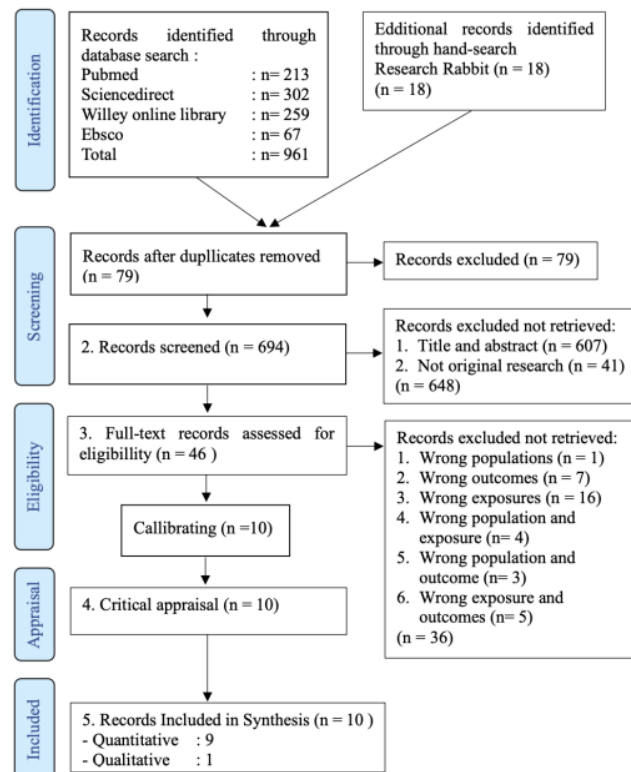 Identification
Records identified through
database search :
Pubmed : n= 213
Sciencedirect : n= 302
Willey online library : n= 259
Ebsco : n= 67
Total : n= 961
Edditional records identified
through hand-search
Research Rabbit (n = 18)
(n = 18)
Screening
Records after dupllicates removed
(n = 79)
Records excluded (n = 79)
2. Records screened (n = 694)
Records excluded not retrieved:
1. Title and abstract (n = 607)
2. Not original research (n = 41)
(n = 648)
Eligibility
3. Full-text records assessed for
eligibillity (n = 46 )
Records excluded not retrieved:
1. Wrong populations (n = 1)
2. Wrong outcomes (n = 7)
3. Wrong exposures (n = 16)
4. Wrong population and
exposure (n= 4)
5. Wrong population and
outcome (n= 3)
6. Wrong exposure and
outcomes (n= 5)
(n = 36)
Callibrating (n =10)
Appraisal
4. Critical appraisal (n = 10)
Included
5. Records Included in Synthesis (n = 10 )
- Quantitative : 9
- Qualitative : 1